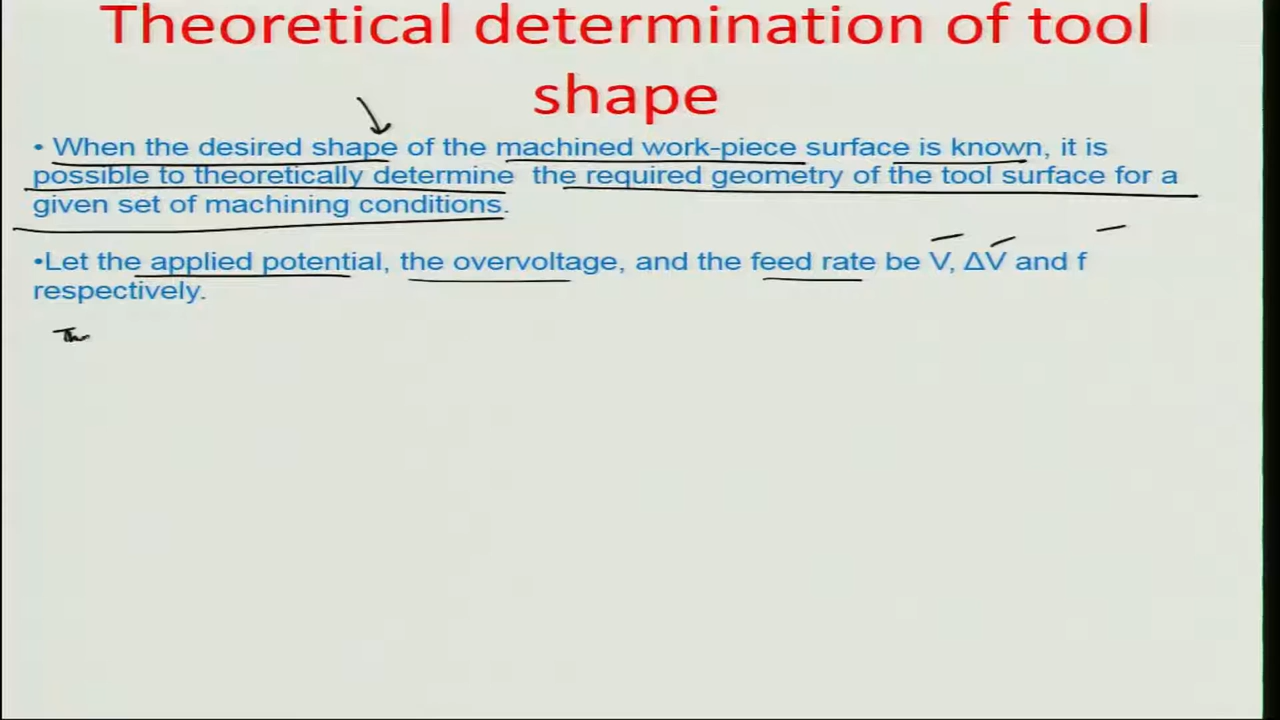 Theoretical determination of tool
shape
• When the desired shape of the machined work-piece surface is known, it is
possible to theoretically determine the required geometry of the tool surface for a
given set of machining conditions.
•Let the applied potential, the overvoltage, and the feed rate be V, ΔV and f
respectively.